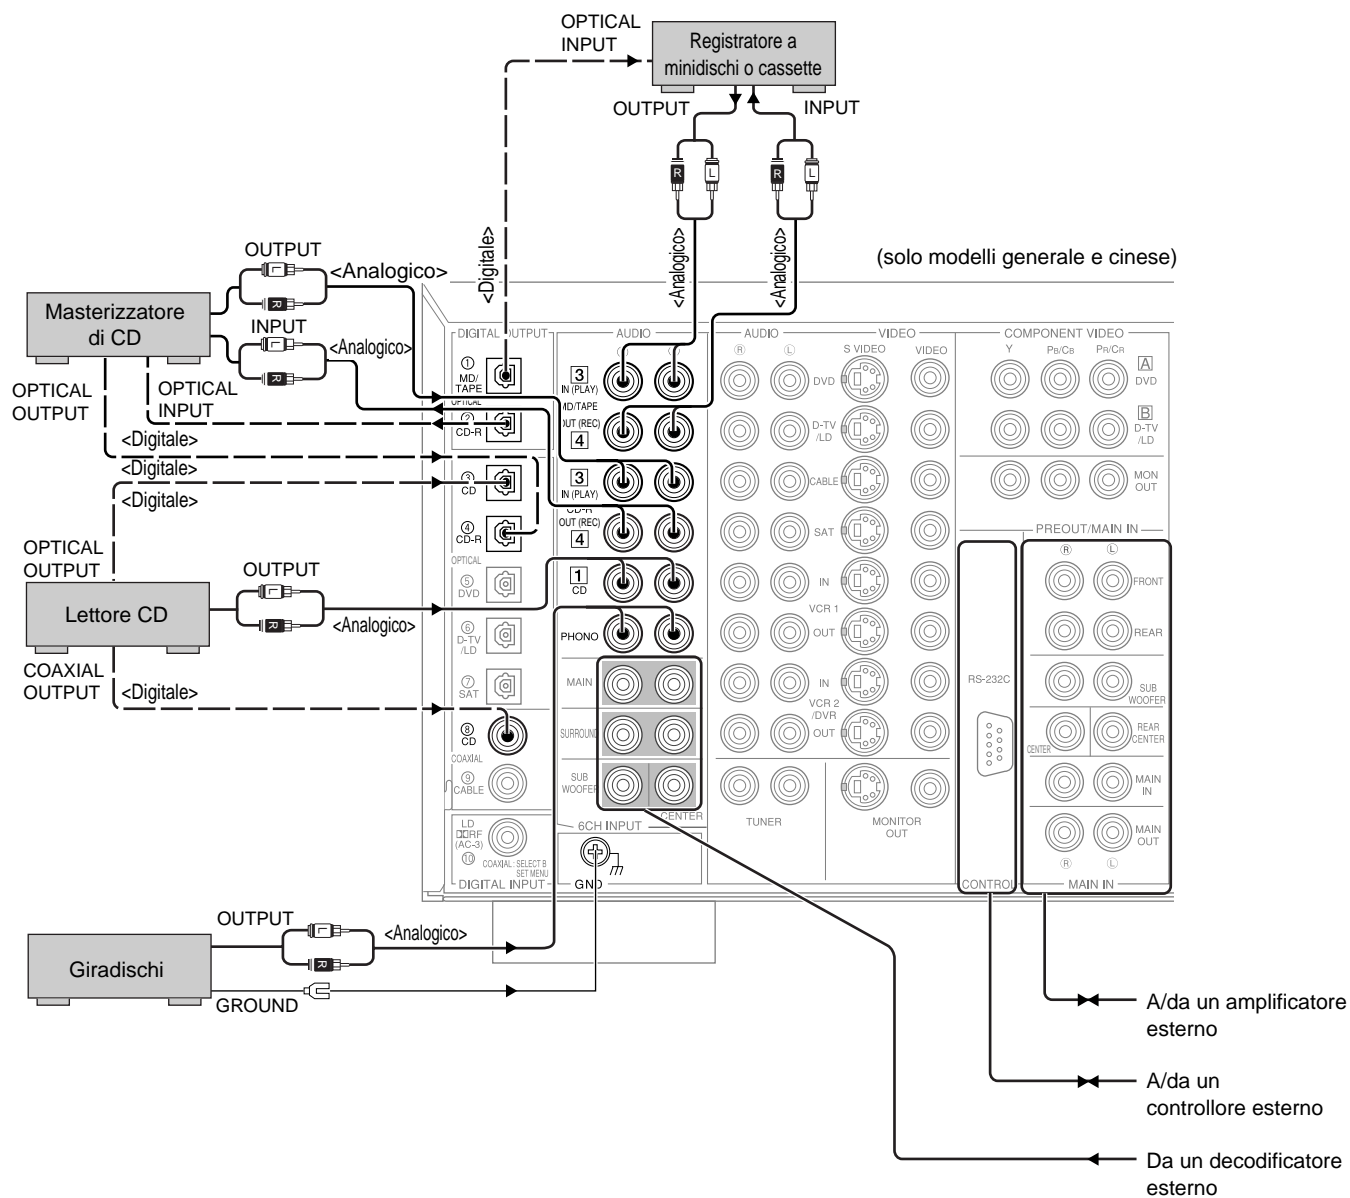 OPTICAL
INPUT
Registratore a
minidischi o cassette
OUTPUT
INPUT
R
L
R
L
<Digitale>
<Analogico>
<Analogico>
(solo modelli generale e cinese)
OUTPUT
L
R
<Analogico>
Masterizzatore
di CD
INPUT
L
R
<Analogico>
OPTICAL
OUTPUT
OPTICAL
INPUT
<Digitale>
<Digitale>
<Digitale>
OPTICAL
OUTPUT
Lettore CD
OUTPUT
L
R
<Analogico>
COAXIAL
OUTPUT
<Digitale>
DIGITAL OUTPUT
① MD/
TAPE
OPTICAL
② CD-R
③ CD
④ CD-R
OPTICAL
⑤ DVD
⑥ D-TV
/LD
⑦ SAT
⑧ CD
COAXIAL
⑨ CABLE
LD
RF
(AC-3)
⑩
COAXIAL : SELECT B
SET MENU
DIGITAL INPUT
AUDIO
3
IN (PLAY)
MD/TAPE
OUT (REC)
4
3
IN (PLAY)
CD-R
OUT (REC)
4
1
CD
PHONO
MAIN
SURROUND
SUB
WOOFER
CENTER
6CH INPUT
GND
AUDIO
VIDEO
R
L
S VIDEO
VIDEO
DVD
D-TV
/LD
CABLE
SAT
IN
VCR 1
OUT
IN
VCR 2
/DVR
OUT
TUNER
MONITOR
OUT
COMPONENT VIDEO
Y
PB/CB
PR/CR
A
DVD
B
D-TV
/LD
MON
OUT
RS-232C
CONTROL
PREOUT/MAIN IN
R
L
FRONT
REAR
SUB
WOOFER
CENTER
REAR
CENTER
MAIN
IN
MAIN
OUT
R
L
MAIN IN
Giradischi
OUTPUT
L
R
<Analogico>
GROUND
A/da un amplificatore
esterno
A/da un
controllore esterno
Da un decodificatore
esterno